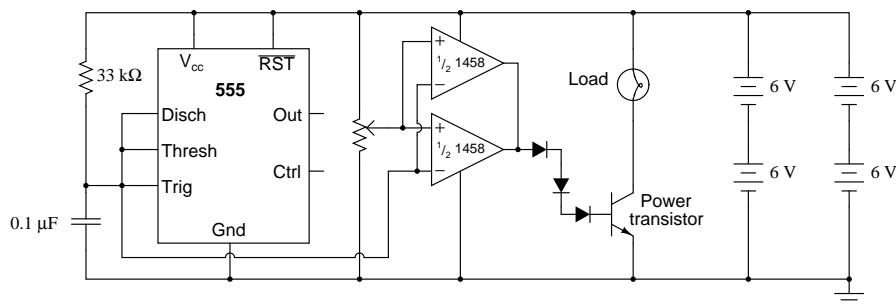 V_cc
RST
33 kΩ
555
½ 1458
Load
6 V
6 V
Disch
Out
Thresh
½ 1458
Ctrl
6 V
6 V
Trig
Power
transistor
0.1 µF
Gnd